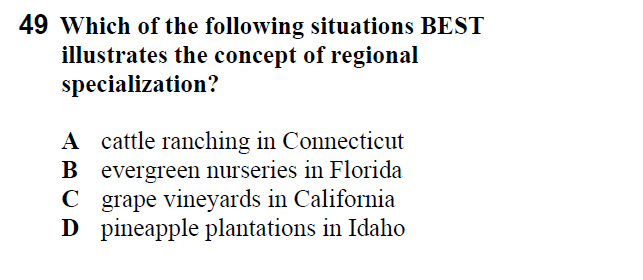 49 Which of the following situations BEST
illustrates the concept of regional
specialization?
A cattle ranching in Connecticut
B evergreen nurseries in Florida
C grape vineyards in California
D pineapple plantations in Idaho